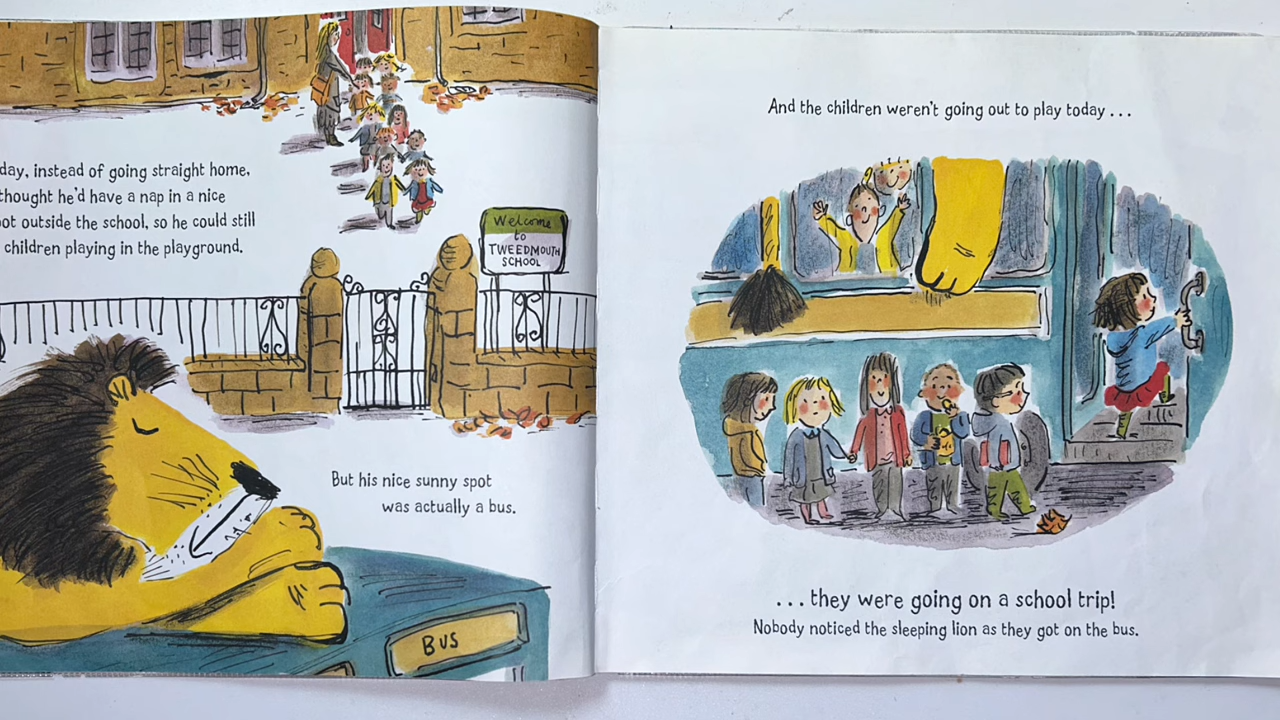 day, instead of going straight home,
thought he'd have a nap in a nice
outside the school, so he could still
children playing in the playground.
Welcome
to
TWEEDMOUTH
SCHOOL
But his nice sunny spot
was actually a bus.
BUS
And the children weren't going out to play today . . .
. . . they were going on a school trip!
Nobody noticed the sleeping lion as they got on the bus.